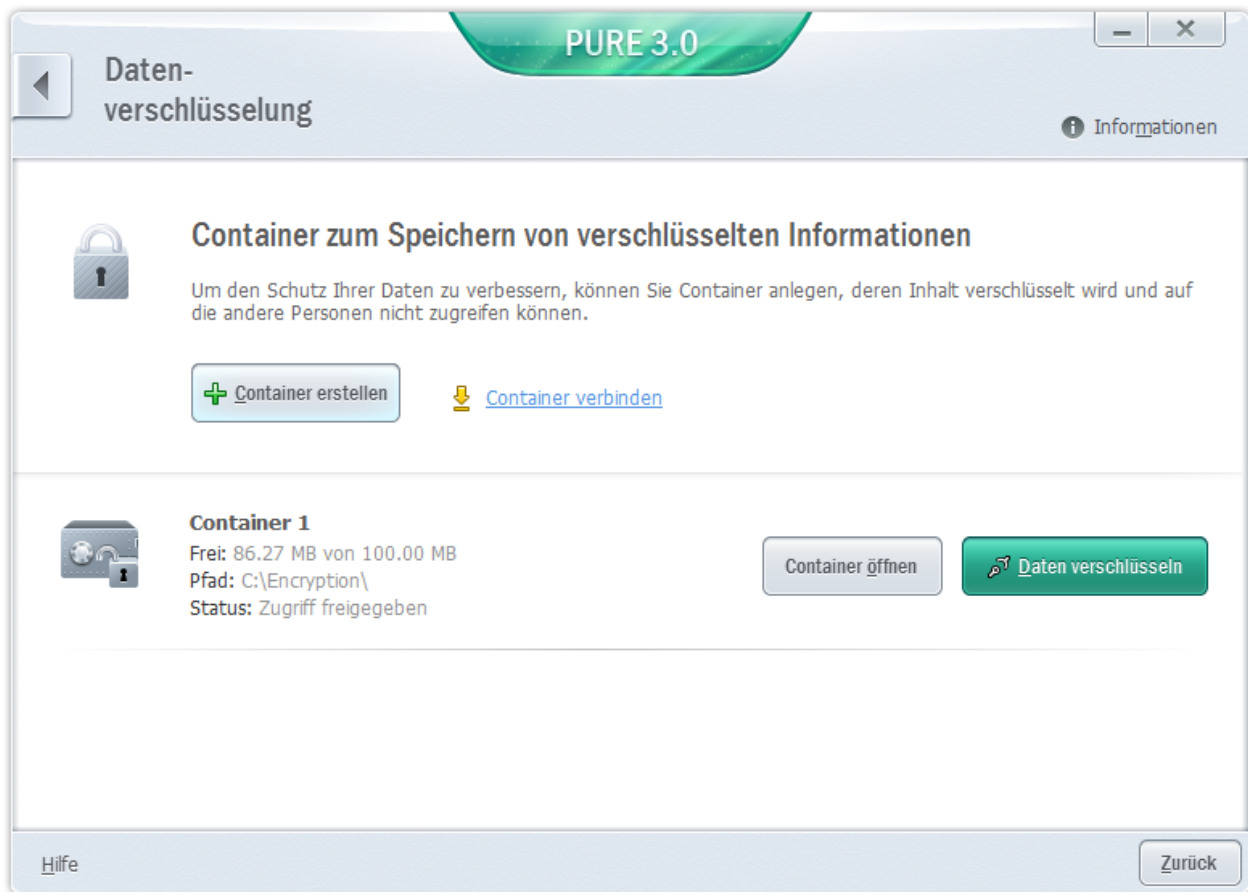 PURE 3.0
Daten-
verschlüsselung
Informationen
Container zum Speichern von verschlüsselten Informationen
Um den Schutz Ihrer Daten zu verbessern, können Sie Container anlegen, deren Inhalt verschlüsselt wird und auf
die andere Personen nicht zugreifen können.
Container erstellen
Container verbinden
Container 1
Frei: 86.27 MB von 100.00 MB
Pfad: C:\Encryption\
Status: Zugriff freigegeben
Container öffnen
Daten verschlüsseln
Hilfe
Zurück